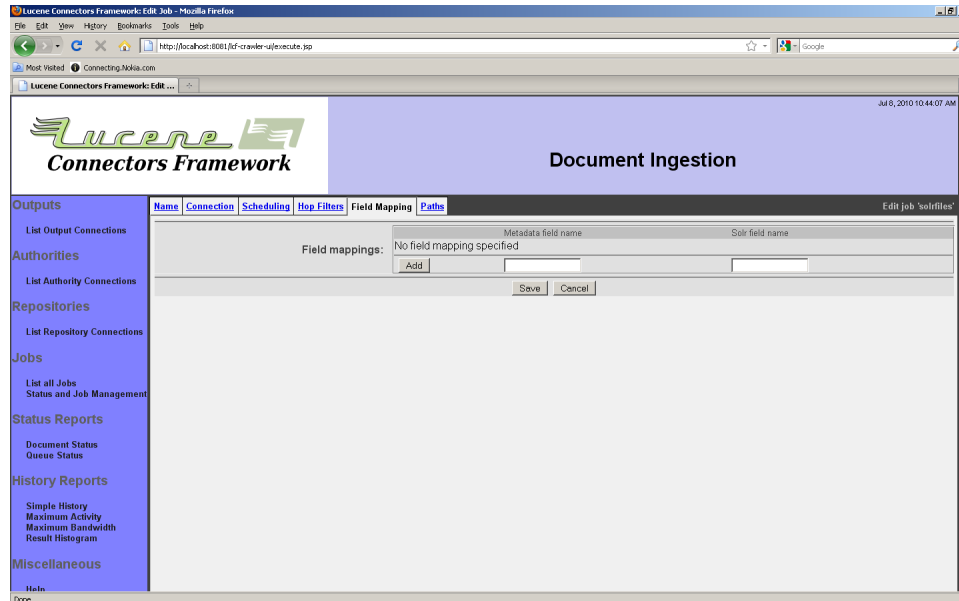 Lucene Connectors Framework: Edit Job - Mozilla Firefox
File Edit View History Bookmarks Tools Help
http://localhost:8081/lcf-crawler-ui/execute.jsp
Google
Most Visited Connecting.Nokia.com
Lucene Connectors Framework: Edit ...
Jul 8, 2010 10:44:07 AM
Lucene
Connectors Framework
Document Ingestion
Outputs
List Output Connections
Authorities
List Authority Connections
Repositories
List Repository Connections
Jobs
List all Jobs
Status and Job Management
Status Reports
Document Status
Queue Status
History Reports
Simple History
Maximum Activity
Maximum Bandwidth
Result Histogram
Miscellaneous
Help
Name Connection Scheduling Hop Filters Field Mapping Paths Edit job 'solrfiles'
Metadata field name Solr field name
Field mappings: No field mapping specified
Add
Save Cancel
Done